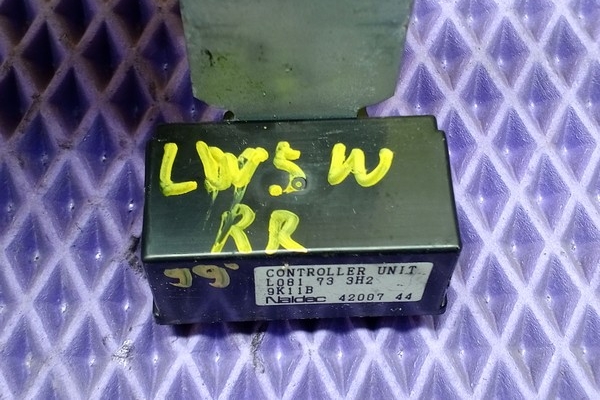 LW5W
RR
99
CONTROLLER UNIT
L081 73 3H2
9K11B
Naldec 42007 44